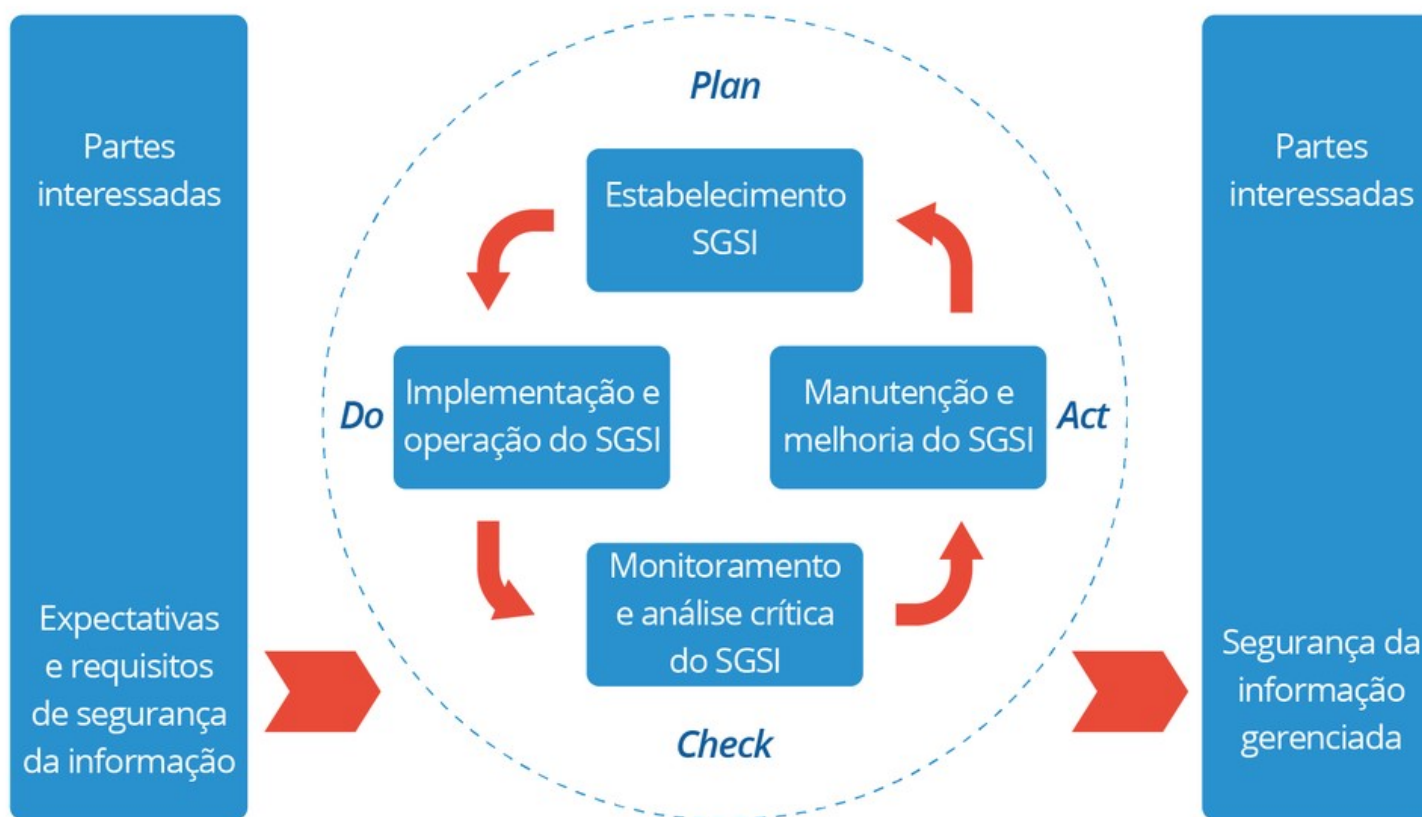 Partes
interessadas
Expectativas
e requisitos
de segurança
da informação
Plan
Estabelecimento
SGSI
Do
Implementação e
operação do SGSI
Manutenção e
melhoria do SGSI
Act
Monitoramento
e análise crítica
do SGSI
Check
Partes
interessadas
Segurança da
informação
gerenciada